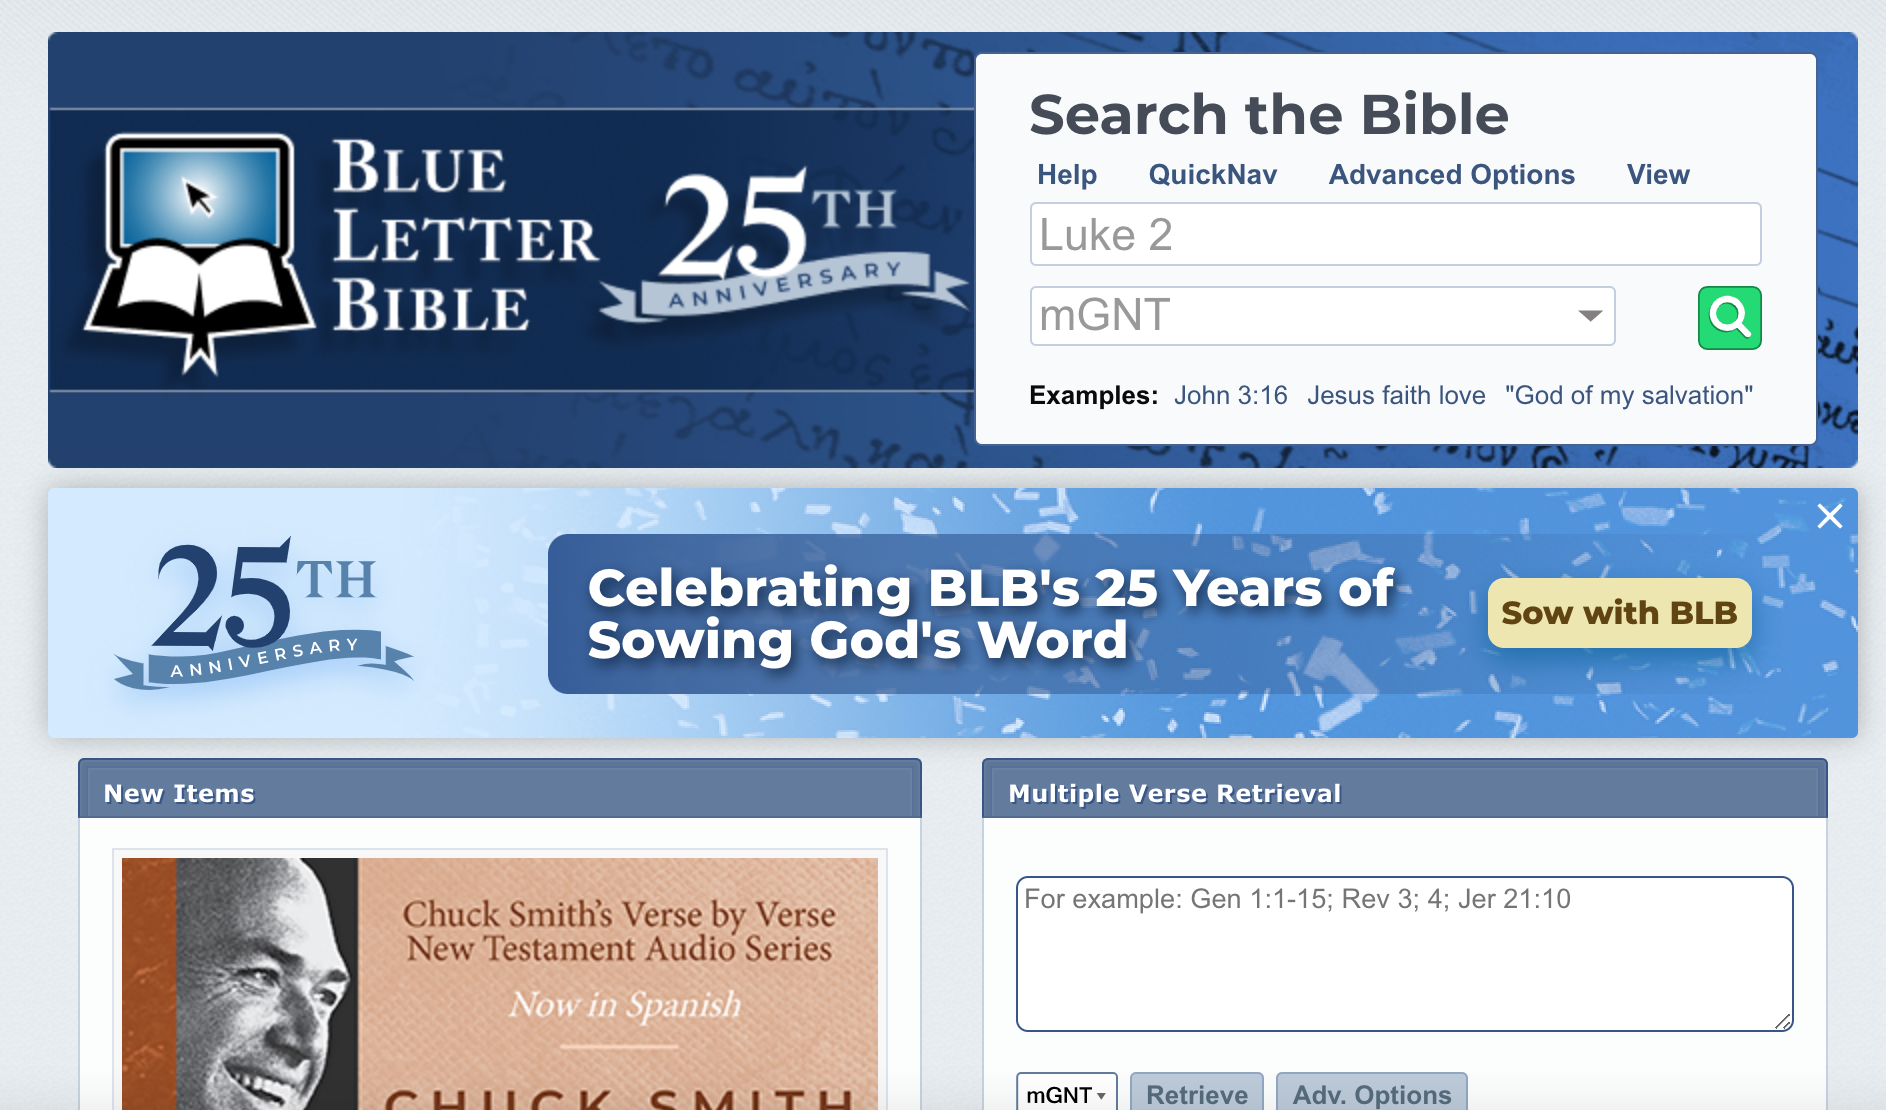 BLUE
LETTER
BIBLE
25TH
ANNIVERSARY
Search the Bible
Help QuickNav Advanced Options View
Luke 2
mGNT
Examples: John 3:16 Jesus faith love "God of my salvation"
25TH
ANNIVERSARY
Celebrating BLB's 25 Years of
Sowing God's Word
Sow with BLB
New Items
Chuck Smith's Verse by Verse
New Testament Audio Series
Now in Spanish
CHUCK SMITH
Multiple Verse Retrieval
For example: Gen 1:1-15; Rev 3; 4; Jer 21:10
mGNT Retrieve Adv. Options